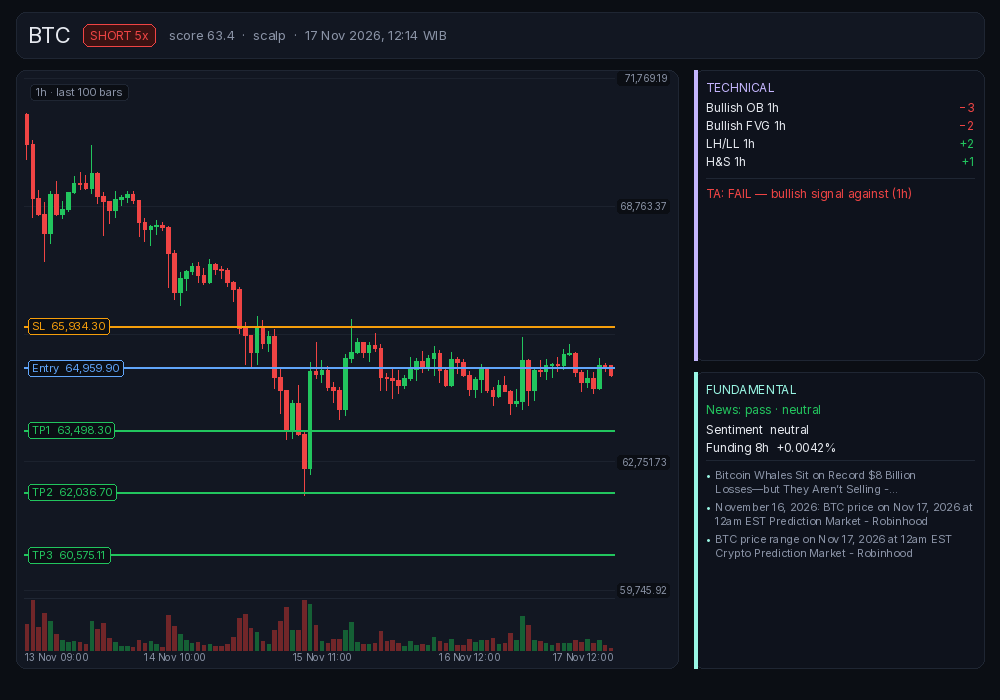 BTC SHORT 5x score 63.4 · scalp · 17 Nov 2026, 12:14 WIB
1h · last 100 bars
71,769.19
68,763.37
SL 65,934.30
Entry 64,959.90
TP1 63,498.30
62,751.73
TP2 62,036.70
TP3 60,575.11
59,745.92
13 Nov 09:00 14 Nov 10:00 15 Nov 11:00 16 Nov 12:00 17 Nov 12:00
TECHNICAL
Bullish OB 1h −3
Bullish FVG 1h −2
LH/LL 1h +2
H&S 1h +1
TA: FAIL — bullish signal against (1h)
FUNDAMENTAL
News: pass · neutral
Sentiment neutral
Funding 8h +0.0042%
• Bitcoin Whales Sit on Record $8 Billion
Losses—but They Aren't Selling -...
• November 16, 2026: BTC price on Nov 17, 2026 at
12am EST Prediction Market - Robinhood
• BTC price range on Nov 17, 2026 at 12am EST
Crypto Prediction Market - Robinhood